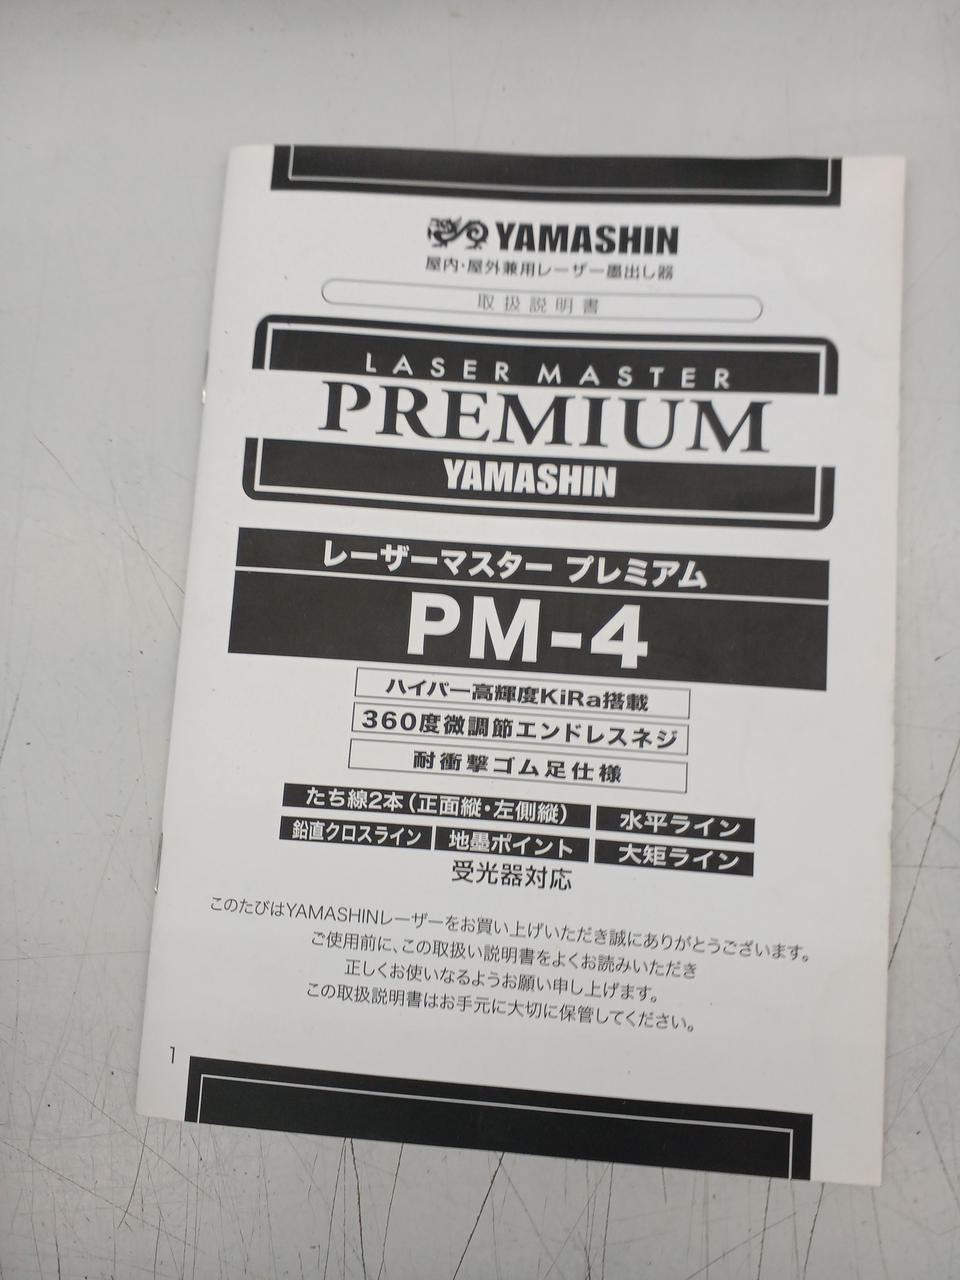 YAMASHIN
屋内・屋外兼用レーザー墨出し器
取扱説明書
LASER MASTER
PREMIUM
YAMASHIN
レーザーマスター プレミアム
PM-4
ハイパー高輝度KiRa搭載
360度微調節エンドレスネジ
耐衝撃ゴム足仕様
たち線2本(正面縦・左側縦) 水平ライン
鉛直クロスライン 地墨ポイント 大矩ライン
受光器対応
このたびはYAMASHINレーザーをお買い上げいただき誠にありがとうございます。
ご使用前に、この取扱い説明書をよくお読みいただき
正しくお使いなるようお願い申し上げます。
この取扱説明書はお手元に大切に保管してください。
1